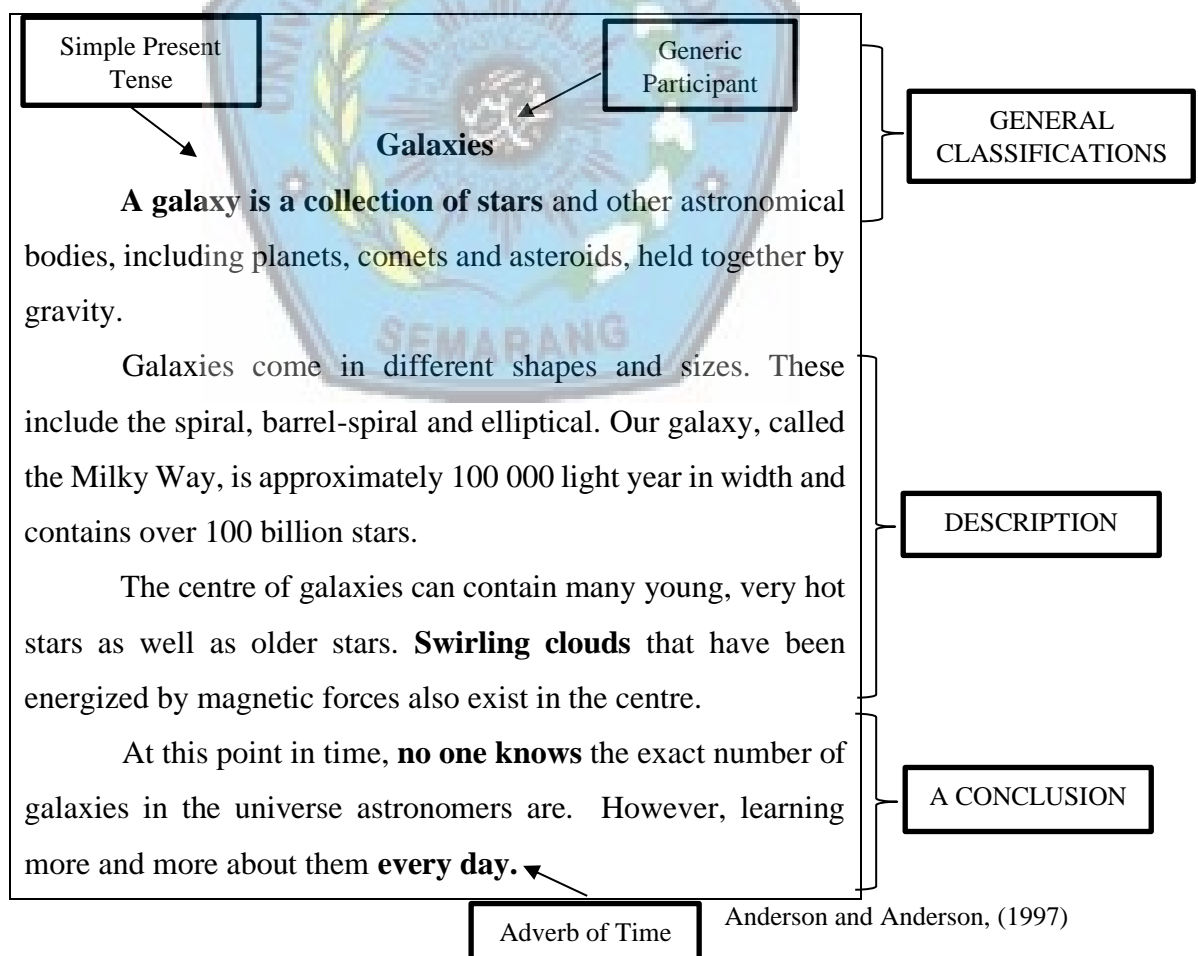 Simple Present
Tense
Generic
Participant
GENERAL
CLASSIFICATIONS
Galaxies
A galaxy is a collection of stars and other astronomical
bodies, including planets, comets and asteroids, held together by
gravity.
SEMARANG
Galaxies come in different shapes and sizes. These
include the spiral, barrel-spiral and elliptical. Our galaxy, called
the Milky Way, is approximately 100 000 light year in width and
contains over 100 billion stars.
DESCRIPTION
The centre of galaxies can contain many young, very hot
stars as well as older stars. Swirling clouds that have been
energized by magnetic forces also exist in the centre.
At this point in time, no one knows the exact number of
galaxies in the universe astronomers are. However, learning
more and more about them every day.
A CONCLUSION
Adverb of Time
Anderson and Anderson, (1997)